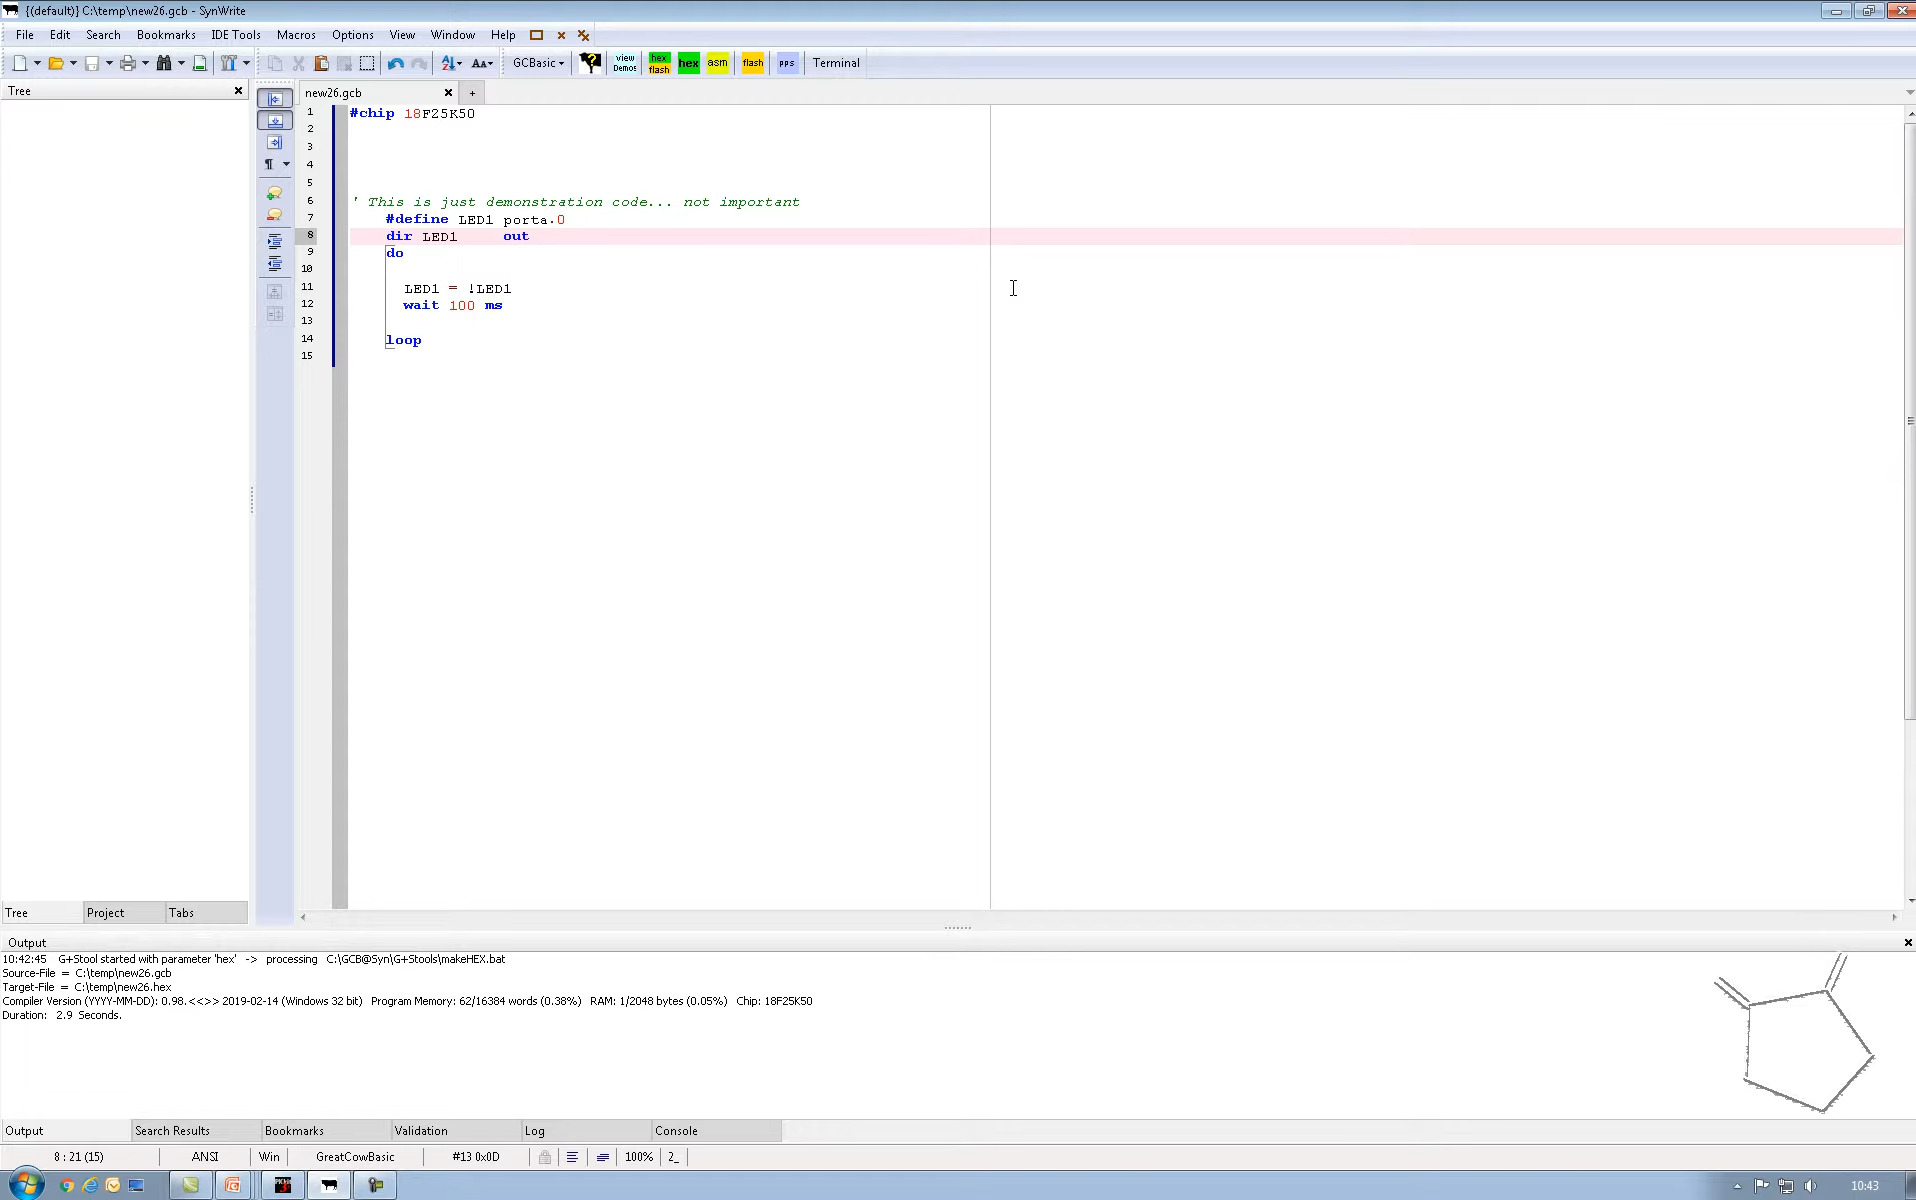 {(default)} C:\temp\new26.gcb - SynWrite
File Edit Search Bookmarks IDE Tools Macros Options View Window Help
GCBasic view Demos hex flash hex asm flash pps Terminal
Tree
new26.gcb
1 #chip 18F25K50
2
3
4
5
6 ' This is just demonstration code... not important
7 #define LED1 porta.0
8 dir LED1 out
9 do
10
11 LED1 = !LED1
12 wait 100 ms
13
14 loop
15
Tree Project Tabs
Output
10:42:45 G+Stool started with parameter 'hex' -> processing C:\GCB@Syn\G+Stools\makeHEX.bat
Source-File = C:\temp\new26.gcb
Target-File = C:\temp\new26.hex
Compiler Version (YYYY-MM-DD): 0.98.<<>> 2019-02-14 (Windows 32 bit) Program Memory: 62/16384 words (0.38%) RAM: 1/2048 bytes (0.05%) Chip: 18F25K50
Duration: 2.9 Seconds.
Output Search Results Bookmarks Validation Log Console
8 : 21 (15) ANSI Win GreatCowBasic #13 0x0D 100% 2_
10:43